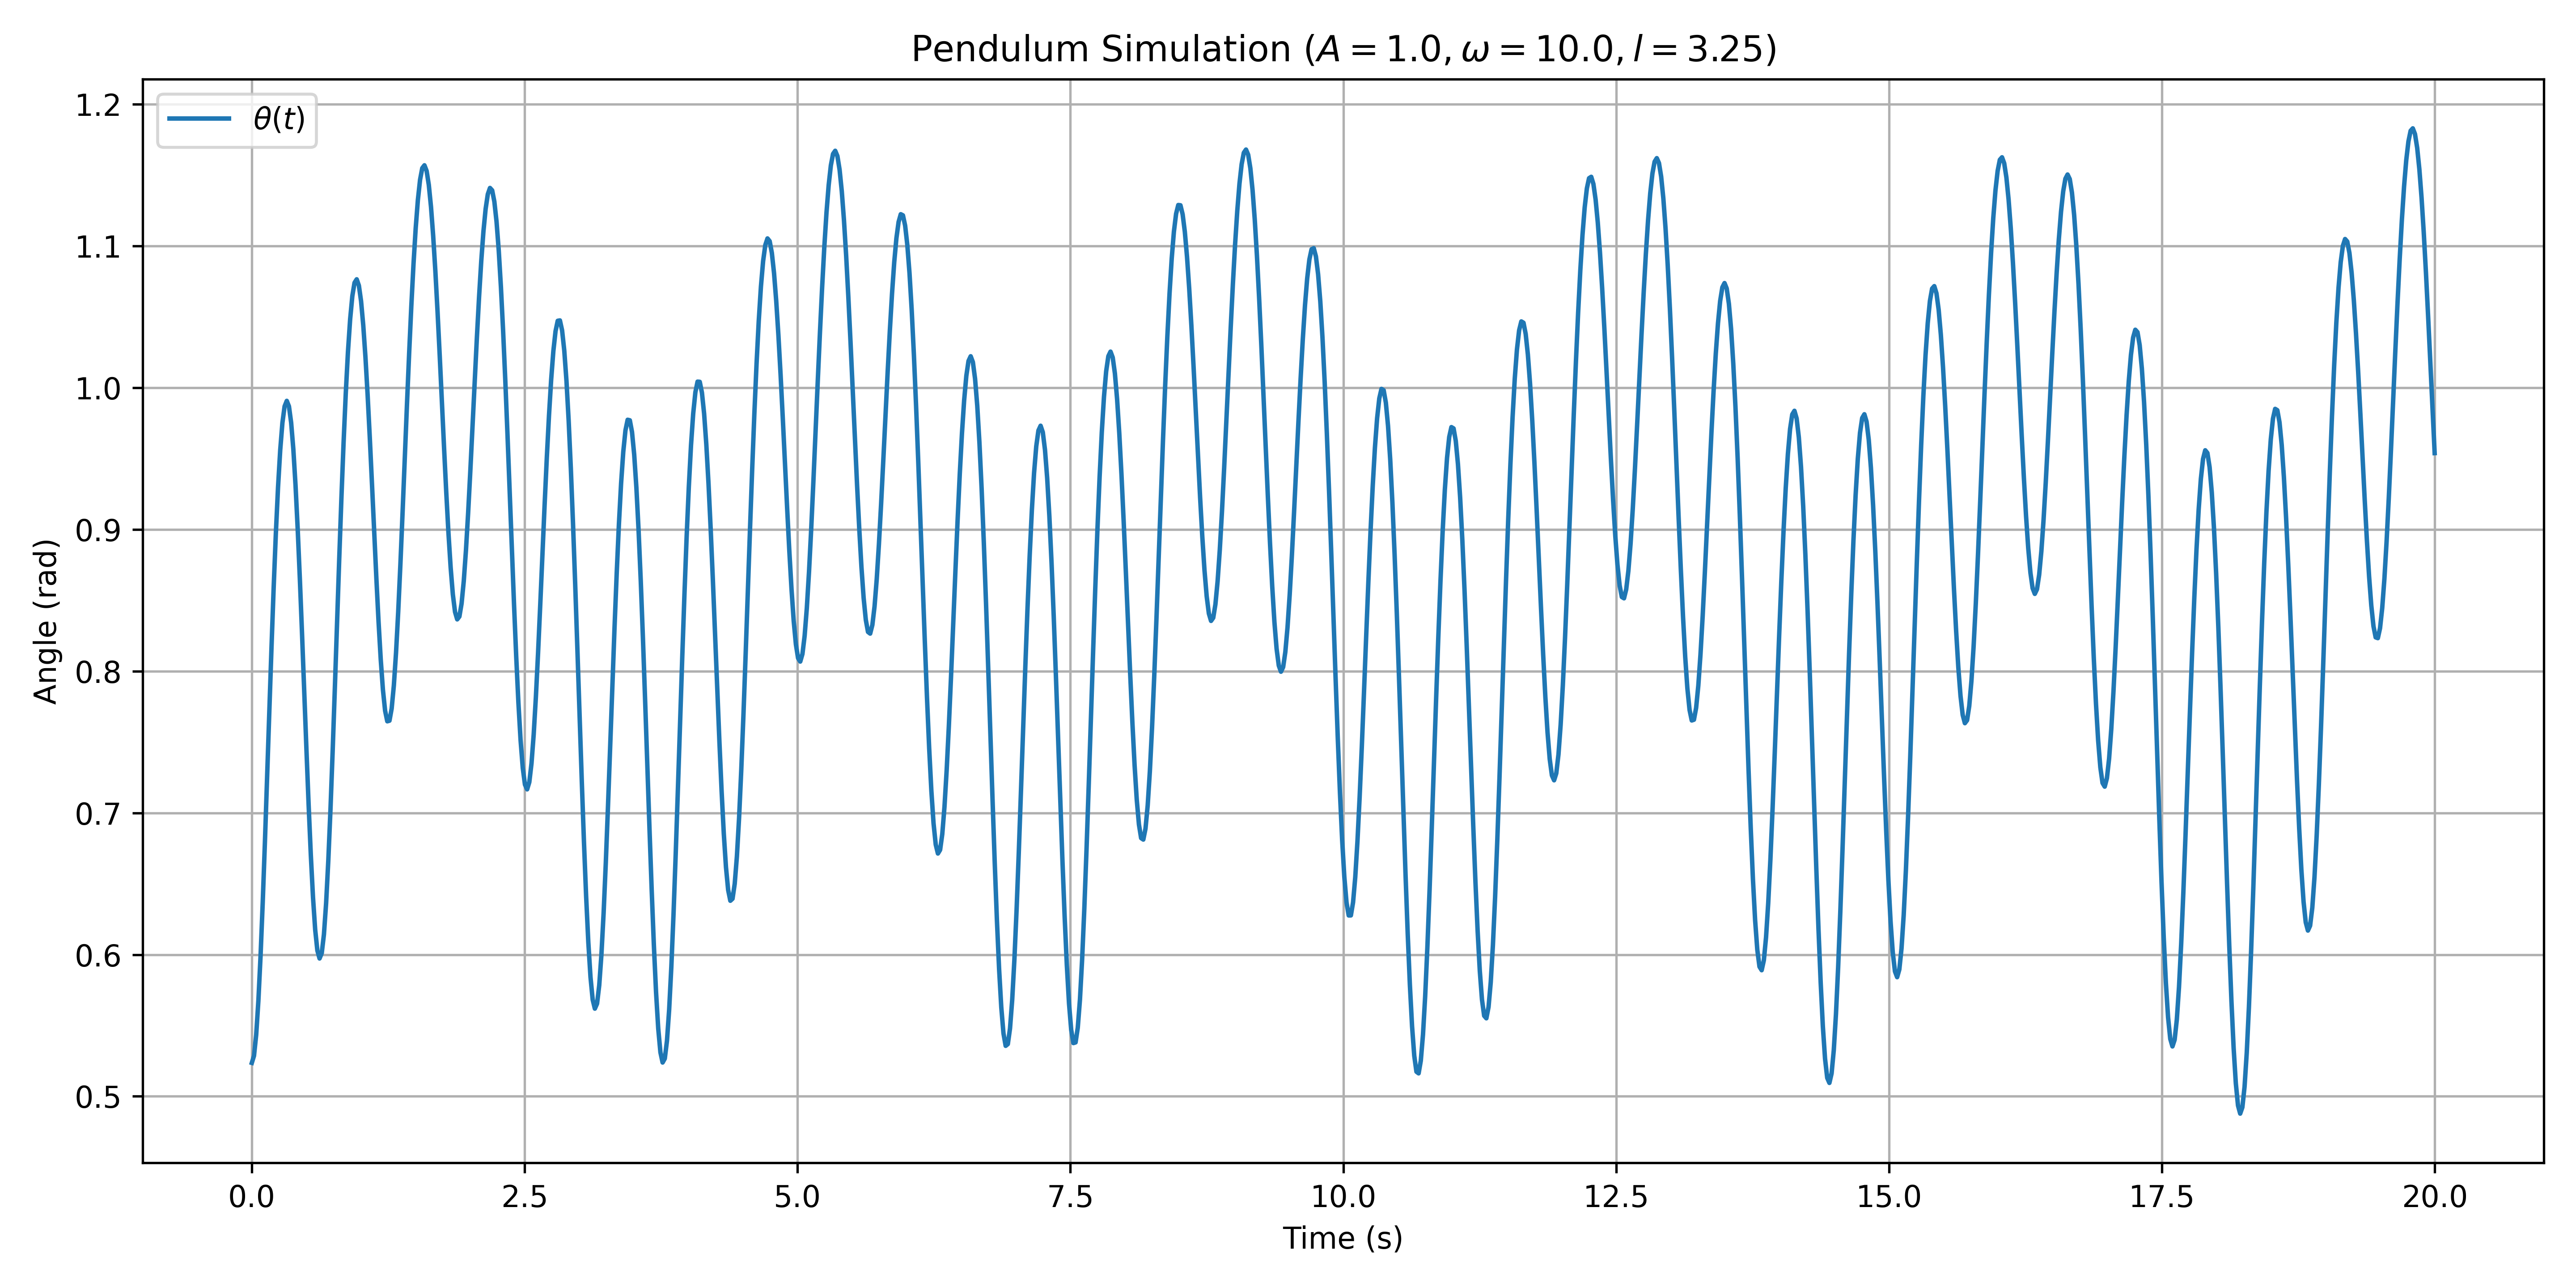 Pendulum Simulation (A = 1.0, ω = 10.0, l = 3.25)
θ(t)
1.2
1.1
1.0
0.9
0.8
0.7
0.6
0.5
Angle (rad)
0.0 2.5 5.0 7.5 10.0 12.5 15.0 17.5 20.0
Time (s)